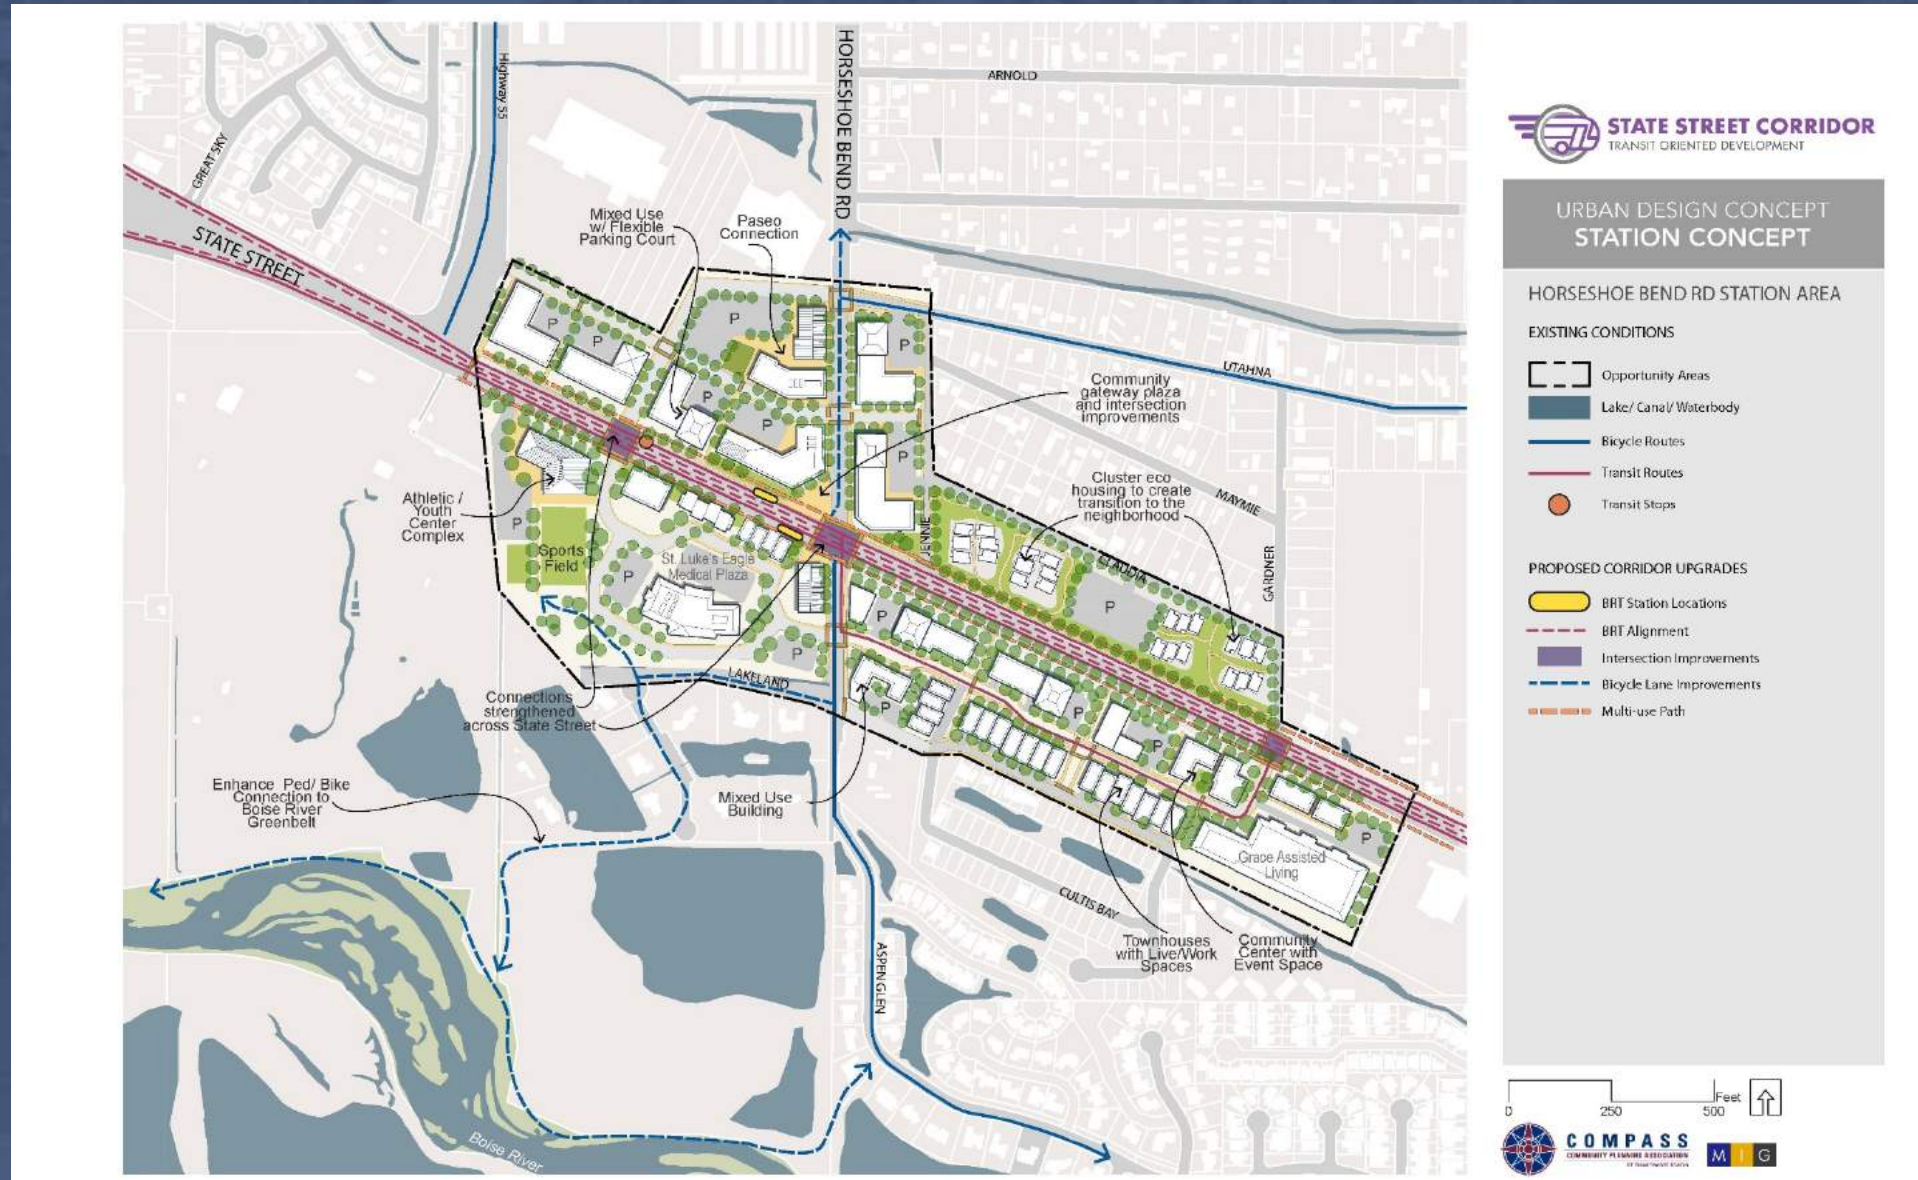 Highway 55
HORSESHOE BEND RD
ARNOLD
GREAT SKY
STATE STREET
Mixed Use
w/ Flexible
Parking Court
Paseo
Connection
UTAHNA
Community
gateway plaza
and intersection
improvements
P
P
P
P
P
P
P
Cluster eco
housing to create
transition to the
neighborhood
MAYMIE
JENNIE
CLAUDIA
GARDNER
Athletic /
Youth
Center
Complex
P
Sports
Field
P
St. Luke's Eagle
Medical Plaza
P
P
P
LAKELAND
P
P
P
P
Connections
strengthened
across State Street
Enhance Ped/ Bike
Connection to
Boise River
Greenbelt
Mixed Use
Building
Grace Assisted
Living
CULTIS BAY
Townhouses
with Live/Work
Spaces
Community
Center with
Event Space
ASPEN GLEN
Boise River
STATE STREET CORRIDOR
TRANSIT ORIENTED DEVELOPMENT
URBAN DESIGN CONCEPT
STATION CONCEPT
HORSESHOE BEND RD STATION AREA
EXISTING CONDITIONS
Opportunity Areas
Lake/ Canal/ Waterbody
Bicycle Routes
Transit Routes
Transit Stops
PROPOSED CORRIDOR UPGRADES
BRT Station Locations
BRT Alignment
Intersection Improvements
Bicycle Lane Improvements
Multi-use Path
Feet
0 250 500
COMPASS
COMMUNITY PLANNING ASSOCIATION
M I G